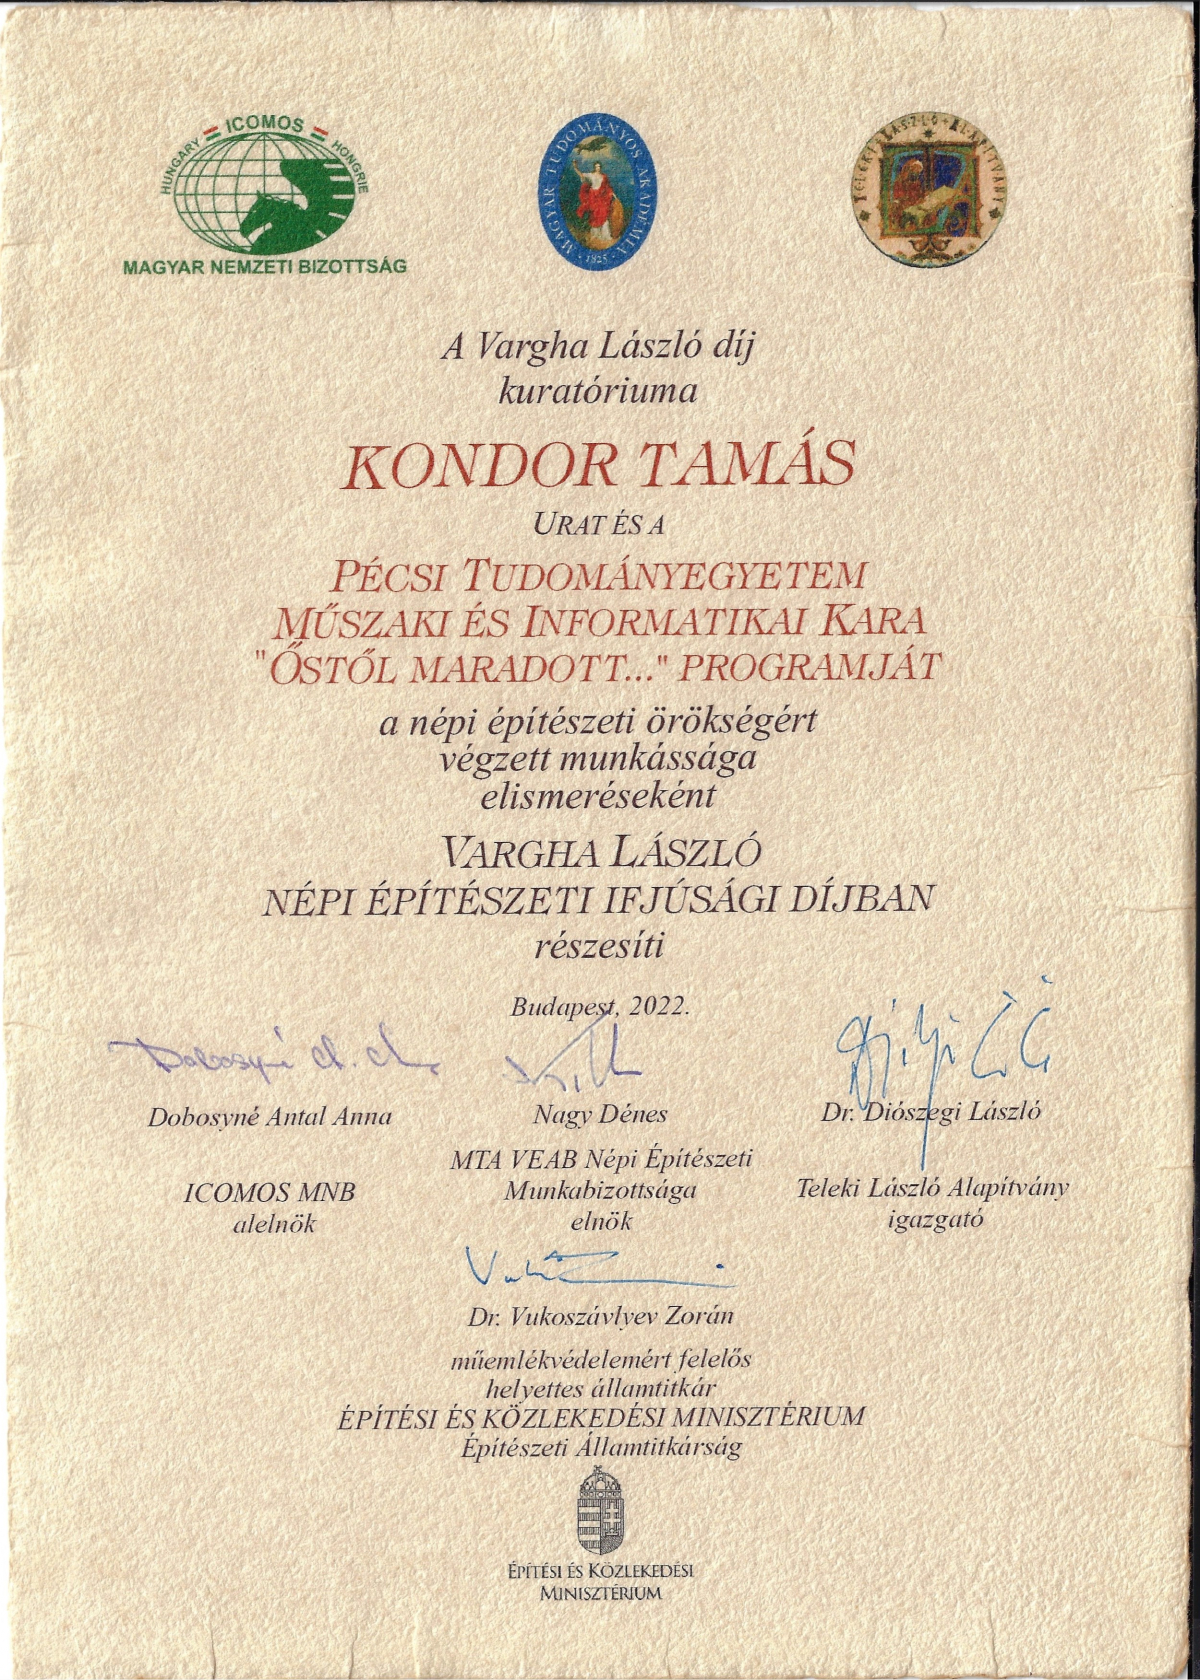 HUNGARY ICOMOS HONGRIE
MAGYAR NEMZETI BIZOTTSÁG
MAGYAR TUDOMÁNYOS AKADÉMIA
1825
TELEKI LÁSZLÓ ALAPÍTVÁNY
A Vargha László díj
kuratóriuma
KONDOR TAMÁS
URAT ÉS A
PÉCSI TUDOMÁNYEGYETEM
MŰSZAKI ÉS INFORMATIKAI KARA
"ŐSTŐL MARADOTT..." PROGRAMJÁT
a népi építészeti örökségért
végzett munkássága
elismeréseként
VARGHA LÁSZLÓ
NÉPI ÉPÍTÉSZETI IFJÚSÁGI DÍJBAN
részesíti
Budapest, 2022.
Dobosyné Antal Anna
ICOMOS MNB
alelnök
Nagy Dénes
MTA VEAB Népi Építészeti
Munkabizottsága
elnök
Dr. Diószegi László
Teleki László Alapítvány
igazgató
Dr. Vukoszávlyev Zorán
műemlékvédelemért felelős
helyettes államtitkár
ÉPÍTÉSI ÉS KÖZLEKEDÉSI MINISZTÉRIUM
Építészeti Államtitkárság
ÉPÍTÉSI ÉS KÖZLEKEDÉSI
MINISZTÉRIUM